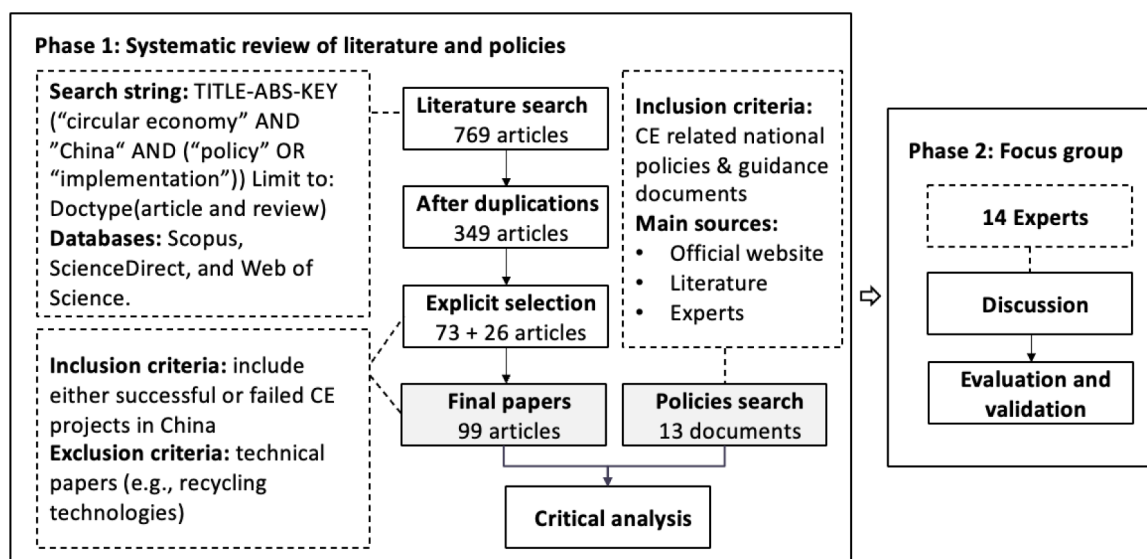 Phase 1: Systematic review of literature and policies
Search string: TITLE-ABS-KEY
(“circular economy” AND
”China“ AND (“policy” OR
“implementation”)) Limit to:
Doctype(article and review)
Databases: Scopus,
ScienceDirect, and Web of
Science.
Inclusion criteria: include
either successful or failed CE
projects in China
Exclusion criteria: technical
papers (e.g., recycling
technologies)
Literature search
769 articles
After duplications
349 articles
Explicit selection
73 + 26 articles
Final papers
99 articles
Inclusion criteria:
CE related national
policies & guidance
documents
Main sources:
• Official website
• Literature
• Experts
Policies search
13 documents
Critical analysis
Phase 2: Focus group
14 Experts
Discussion
Evaluation and
validation